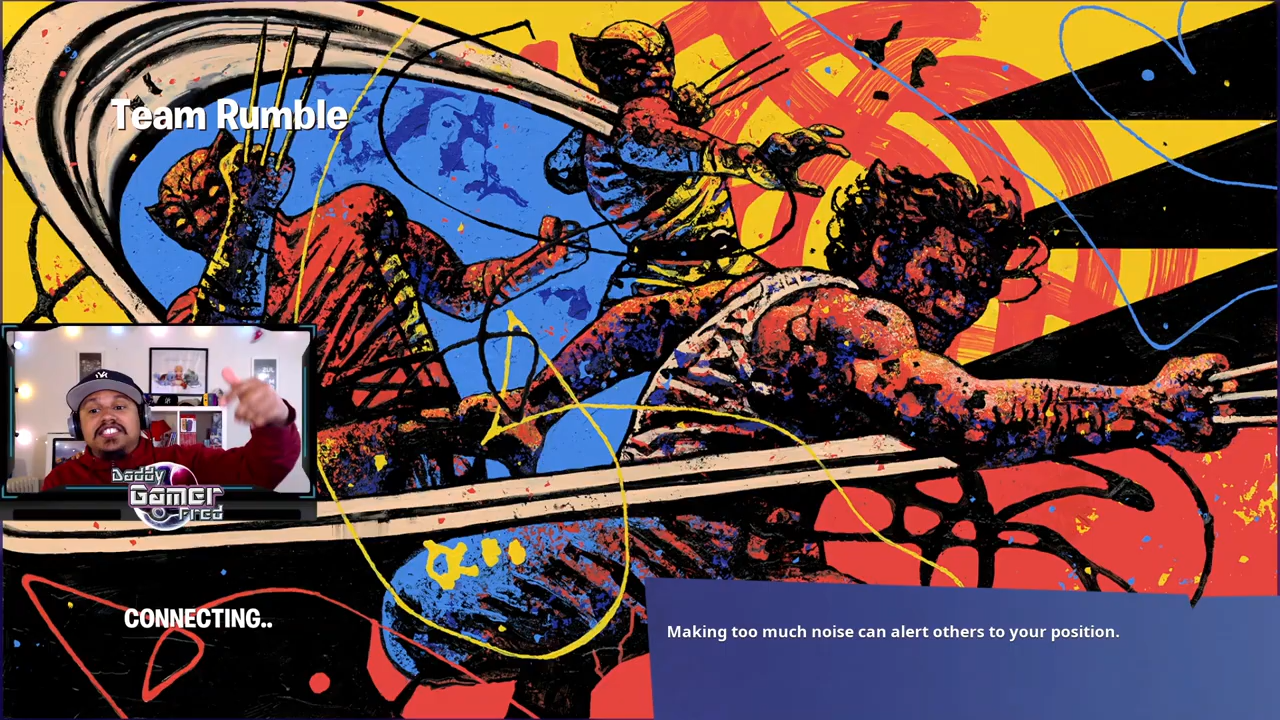 Team Rumble
Daddy
Gamer
Fred
CONNECTING..
Making too much noise can alert others to your position.